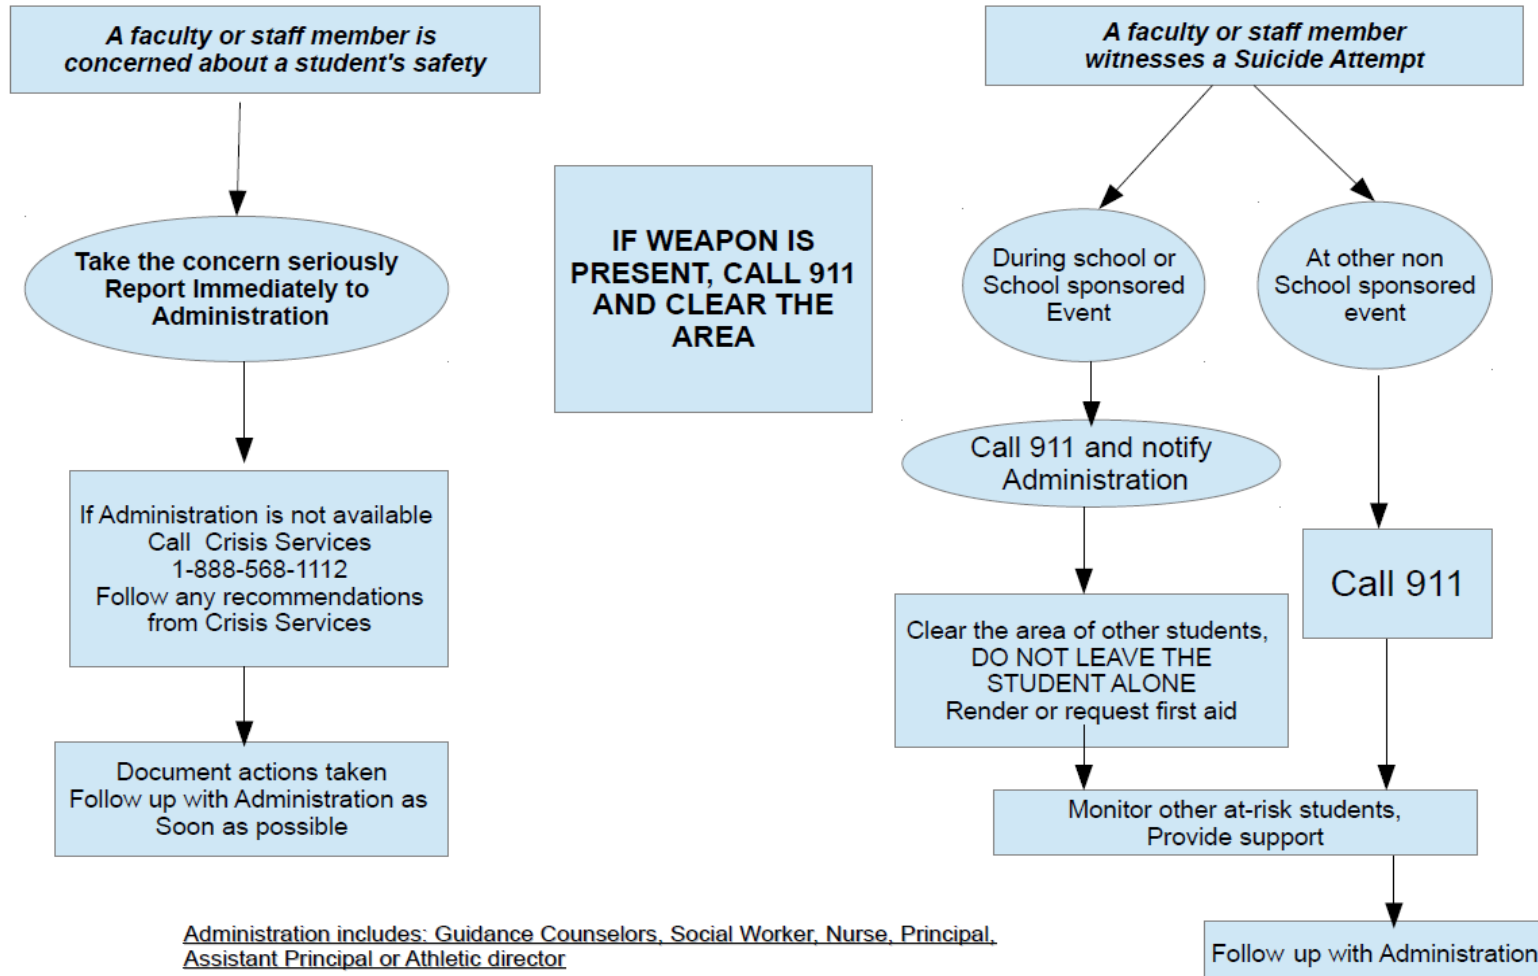 A faculty or staff member is
concerned about a student's safety
Take the concern seriously
Report Immediately to
Administration
If Administration is not available
Call Crisis Services
1-888-568-1112
Follow any recommendations
from Crisis Services
Document actions taken
Follow up with Administration as
Soon as possible
IF WEAPON IS
PRESENT, CALL 911
AND CLEAR THE
AREA
A faculty or staff member
witnesses a Suicide Attempt
During school or
School sponsored
Event
At other non
School sponsored
event
Call 911 and notify
Administration
Call 911
Clear the area of other students,
DO NOT LEAVE THE
STUDENT ALONE
Render or request first aid
Monitor other at-risk students,
Provide support
Follow up with Administration
Administration includes: Guidance Counselors, Social Worker, Nurse, Principal,
Assistant Principal or Athletic director